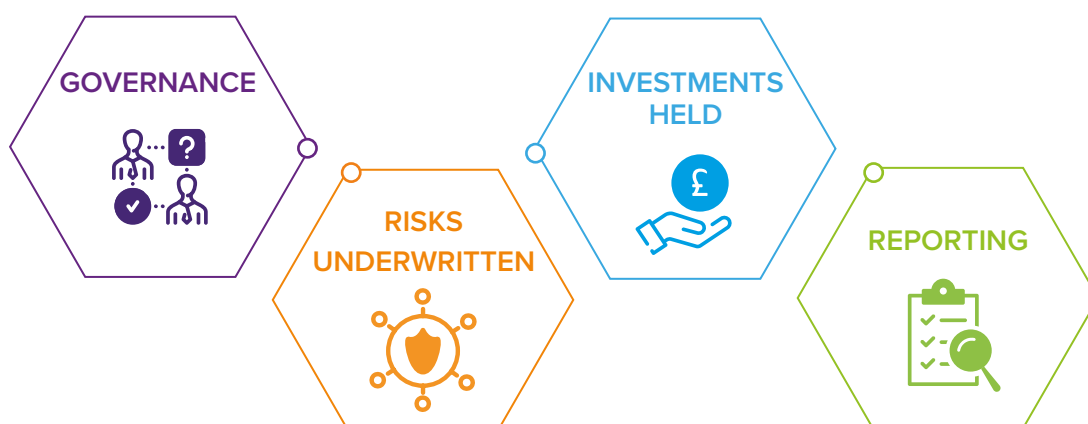 GOVERNANCE
?
RISKS
UNDERWRITTEN
INVESTMENTS
HELD
£
REPORTING